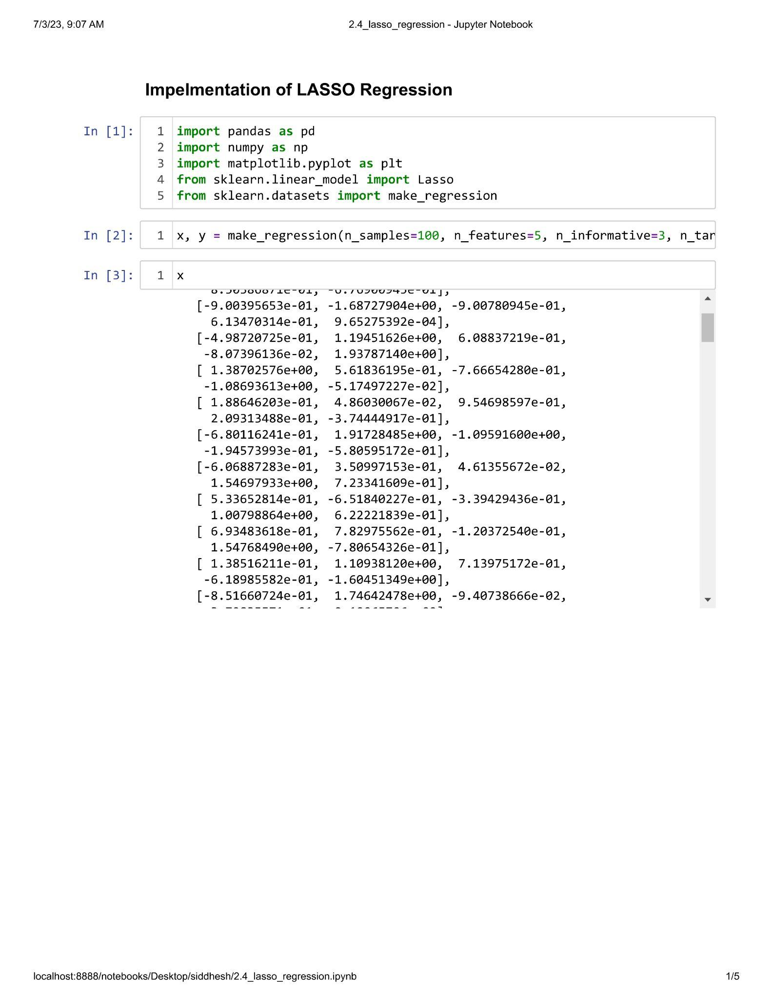 7/3/23, 9:07 AM 2.4_lasso_regression - Jupyter Notebook
Impelmentation of LASSO Regression
In [1]: 1 import pandas as pd
2 import numpy as np
3 import matplotlib.pyplot as plt
4 from sklearn.linear_model import Lasso
5 from sklearn.datasets import make_regression
In [2]: 1 x, y = make_regression(n_samples=100, n_features=5, n_informative=3, n_tar
In [3]: 1 x
[-9.00395653e-01, -1.68727904e+00, -9.00780945e-01,
6.13470314e-01, 9.65275392e-04],
[-4.98720725e-01, 1.19451626e+00, 6.08837219e-01,
-8.07396136e-02, 1.93787140e+00],
[ 1.38702576e+00, 5.61836195e-01, -7.66654280e-01,
-1.08693613e+00, -5.17497227e-02],
[ 1.88646203e-01, 4.86030067e-02, 9.54698597e-01,
2.09313488e-01, -3.74444917e-01],
[-6.80116241e-01, 1.91728485e+00, -1.09591600e+00,
-1.94573993e-01, -5.80595172e-01],
[-6.06887283e-01, 3.50997153e-01, 4.61355672e-02,
1.54697933e+00, 7.23341609e-01],
[ 5.33652814e-01, -6.51840227e-01, -3.39429436e-01,
1.00798864e+00, 6.22221839e-01],
[ 6.93483618e-01, 7.82975562e-01, -1.20372540e-01,
1.54768490e+00, -7.80654326e-01],
[ 1.38516211e-01, 1.10938120e+00, 7.13975172e-01,
-6.18985582e-01, -1.60451349e+00],
[-8.51660724e-01, 1.74642478e+00, -9.40738666e-02,
localhost:8888/notebooks/Desktop/siddhesh/2.4_lasso_regression.ipynb 1/5